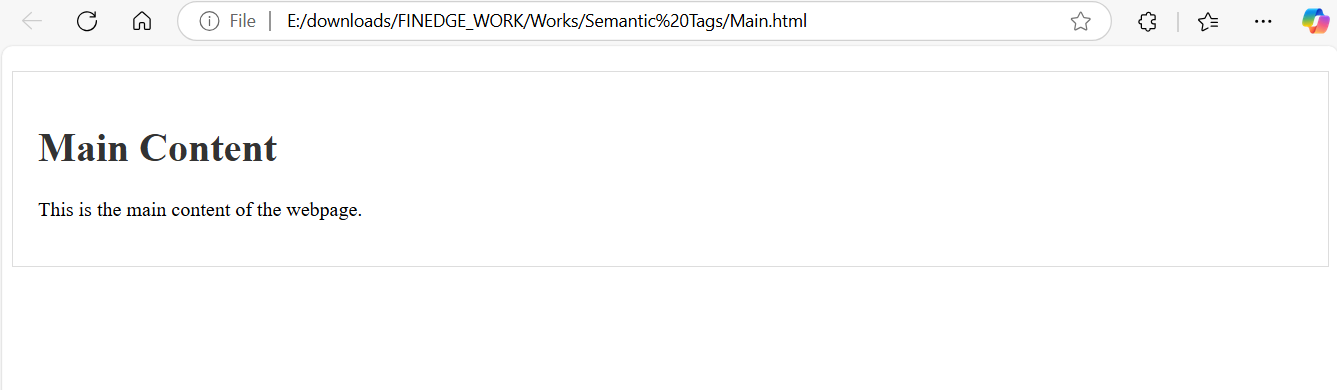 File
E:/downloads/FINEDGE_WORK/Works/Semantic%20Tags/Main.html
Main Content
This is the main content of the webpage.